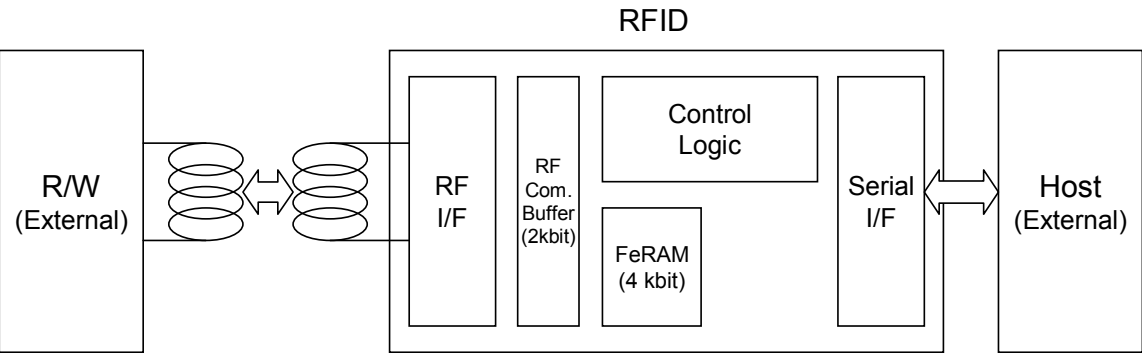 RFID
R/W
(External)
RF
I/F
RF
Com.
Buffer
(2kbit)
Control
Logic
FeRAM
(4 kbit)
Serial
I/F
Host
(External)